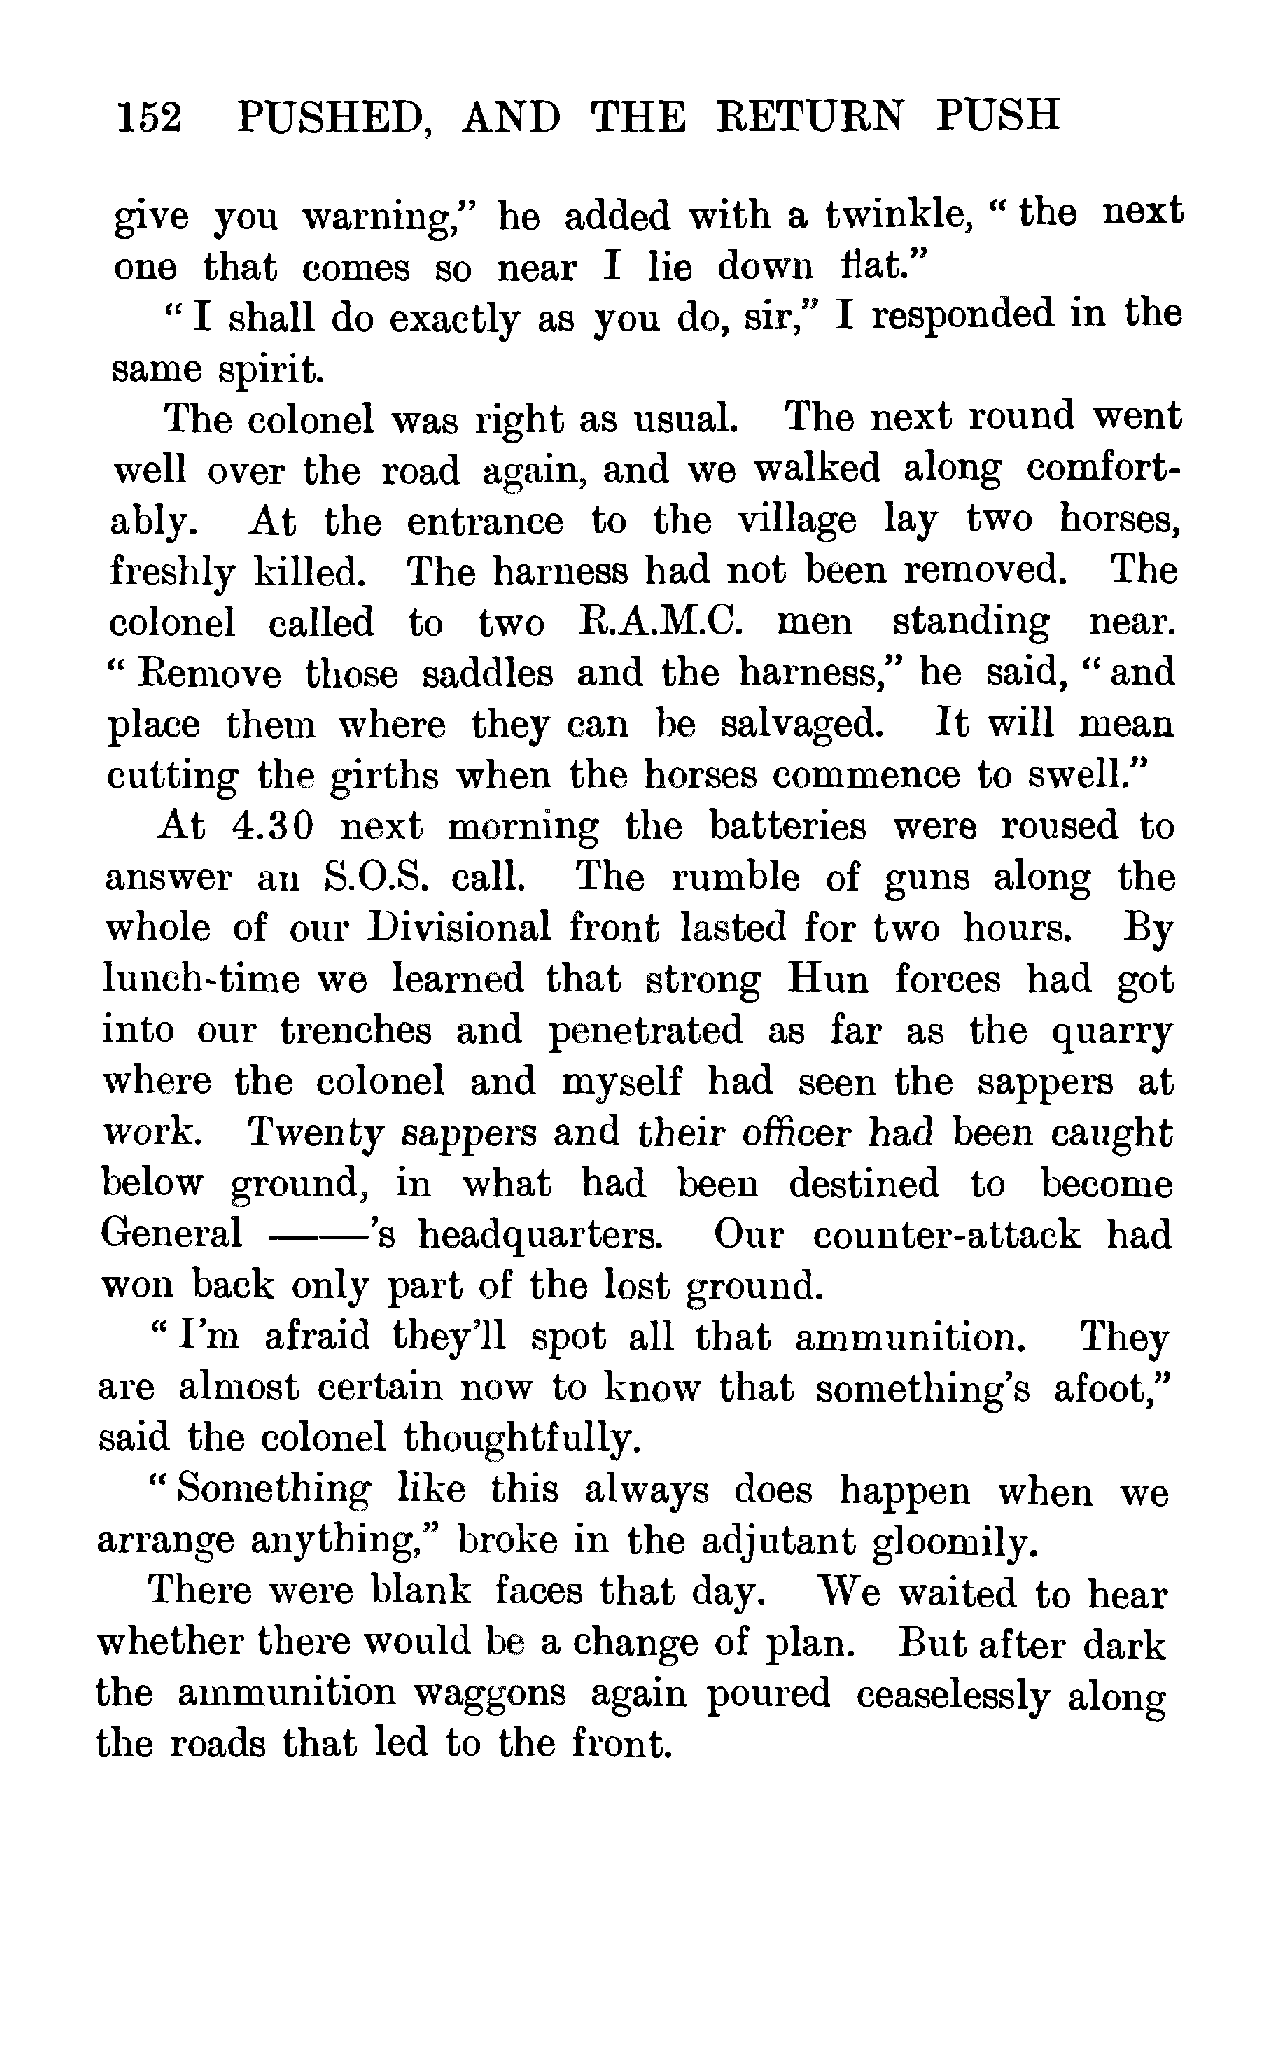 152 PUSHED, AND THE RETURN PUSH
give you warning,” he added with a twinkle, “ the next
one that comes so near I lie down flat.”
“ I shall do exactly as you do, sir,” I responded in the
same spirit.
The colonel was right as usual. The next round went
well over the road again, and we walked along comfort-
ably. At the entrance to the village lay two horses,
freshly killed. The harness had not been removed. The
colonel called to two R.A.M.C. men standing near.
“ Remove those saddles and the harness,” he said, “ and
place them where they can be salvaged. It will mean
cutting the girths when the horses commence to swell.”
At 4.30 next morning the batteries were roused to
answer an S.O.S. call. The rumble of guns along the
whole of our Divisional front lasted for two hours. By
lunch-time we learned that strong Hun forces had got
into our trenches and penetrated as far as the quarry
where the colonel and myself had seen the sappers at
work. Twenty sappers and their officer had been caught
below ground, in what had been destined to become
General ——’s headquarters. Our counter-attack had
won back only part of the lost ground.
“ I’m afraid they’ll spot all that ammunition. They
are almost certain now to know that something’s afoot,”
said the colonel thoughtfully.
“ Something like this always does happen when we
arrange anything,” broke in the adjutant gloomily.
There were blank faces that day. We waited to hear
whether there would be a change of plan. But after dark
the ammunition waggons again poured ceaselessly along
the roads that led to the front.